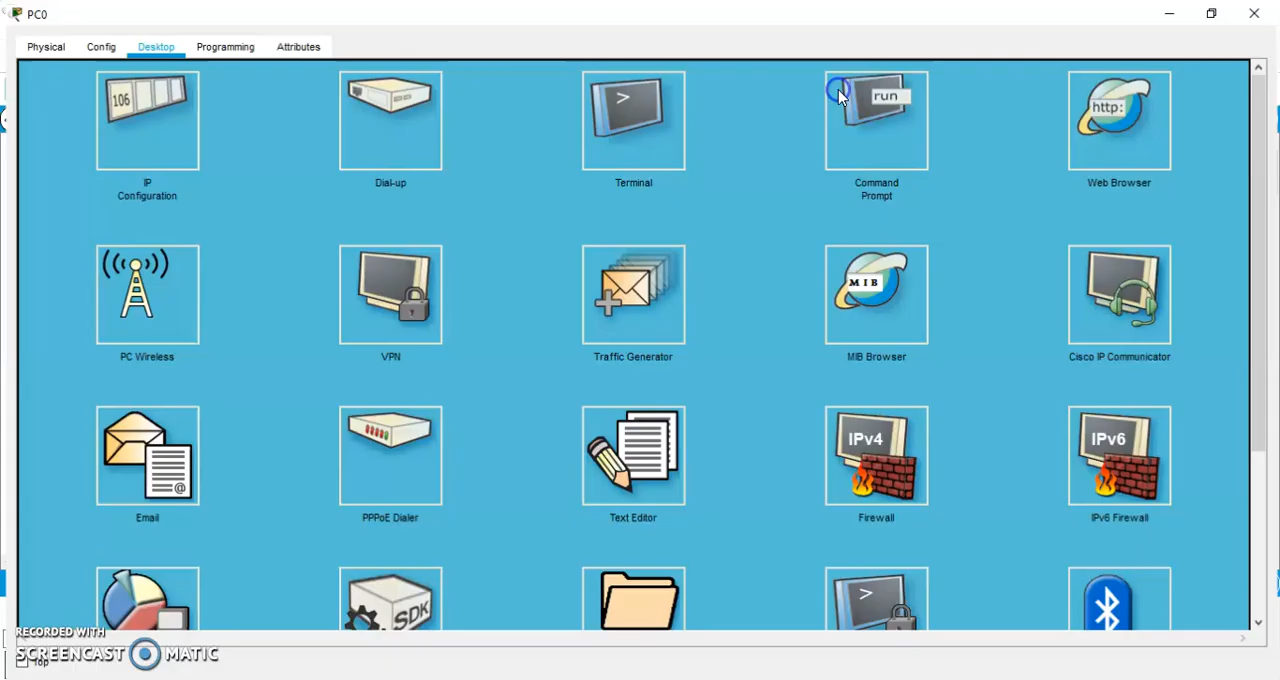 PC0
Physical Config Desktop Programming Attributes
106
>
run
http:
IP
Configuration
Dial-up
Terminal
Command
Prompt
Web Browser
MIB
PC Wireless
VPN
Traffic Generator
MIB Browser
Cisco IP Communicator
@
IPv4
IPv6
Email
PPPoE Dialer
Text Editor
Firewall
IPv6 Firewall
SDK
>
RECORDED WITH
SCREENCAST MATIC
Top